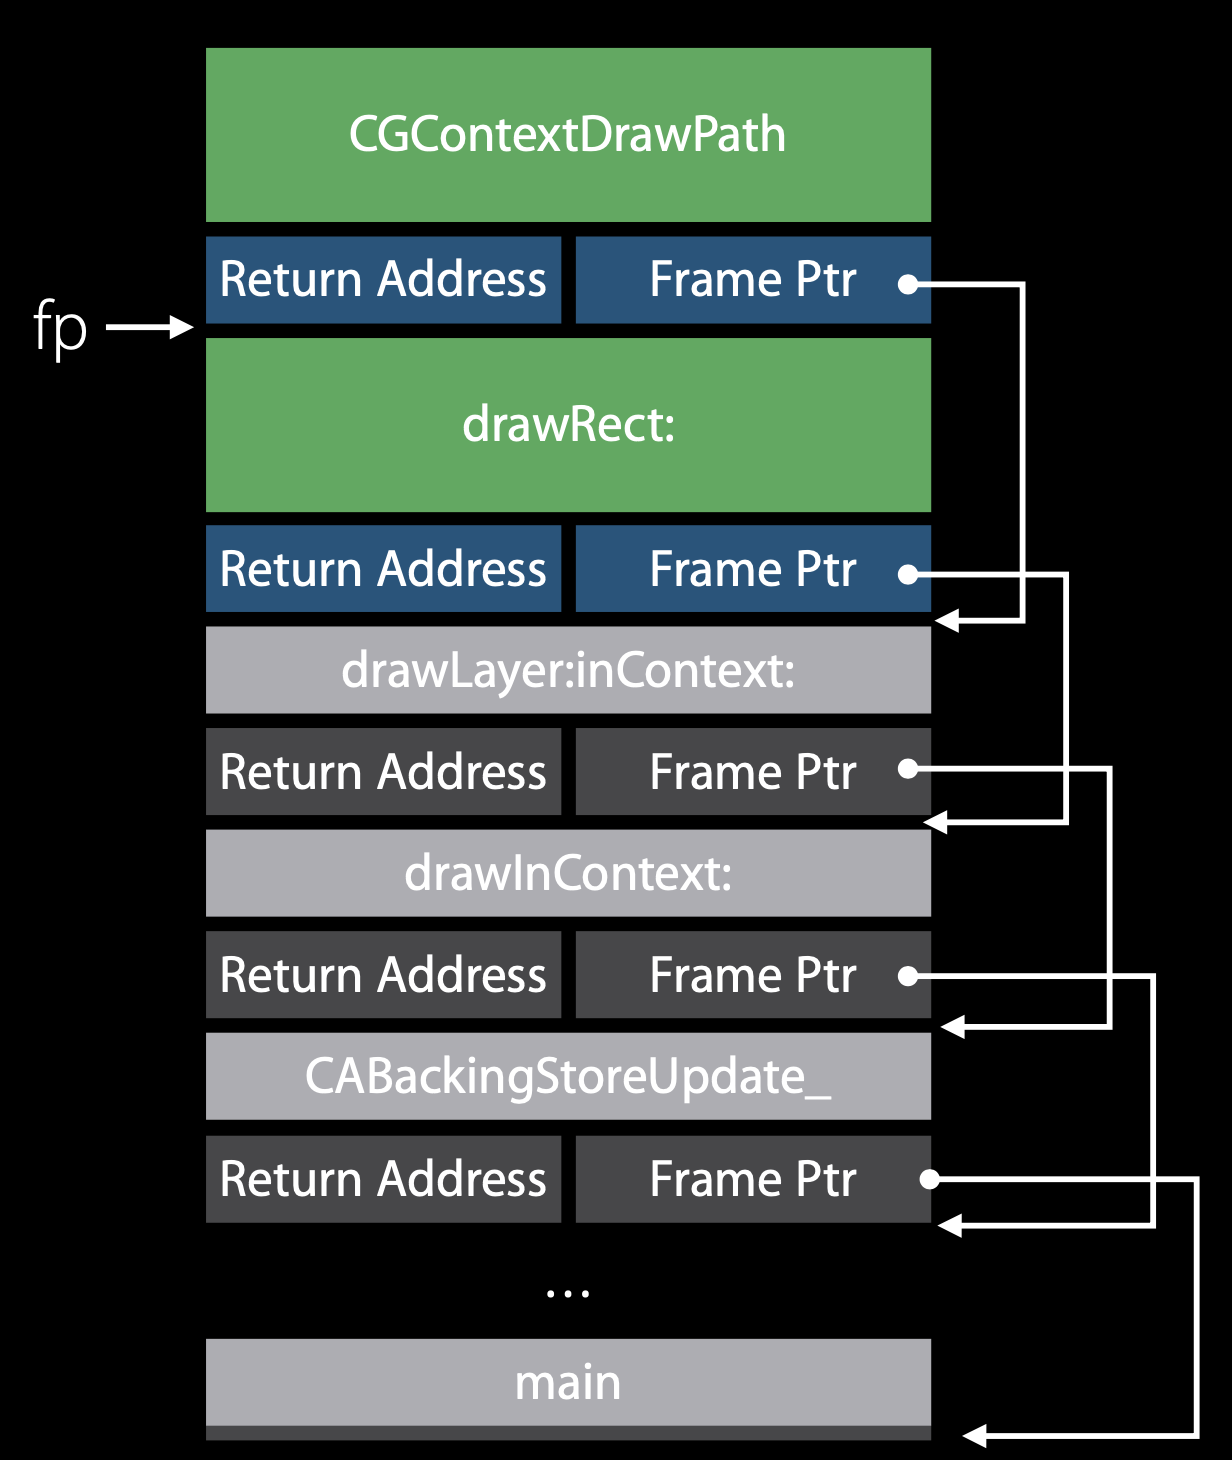 CGContextDrawPath
Return Address Frame Ptr
fp
drawRect:
Return Address Frame Ptr
drawLayer:inContext:
Return Address Frame Ptr
drawInContext:
Return Address Frame Ptr
CABackingStoreUpdate_
Return Address Frame Ptr
...
main